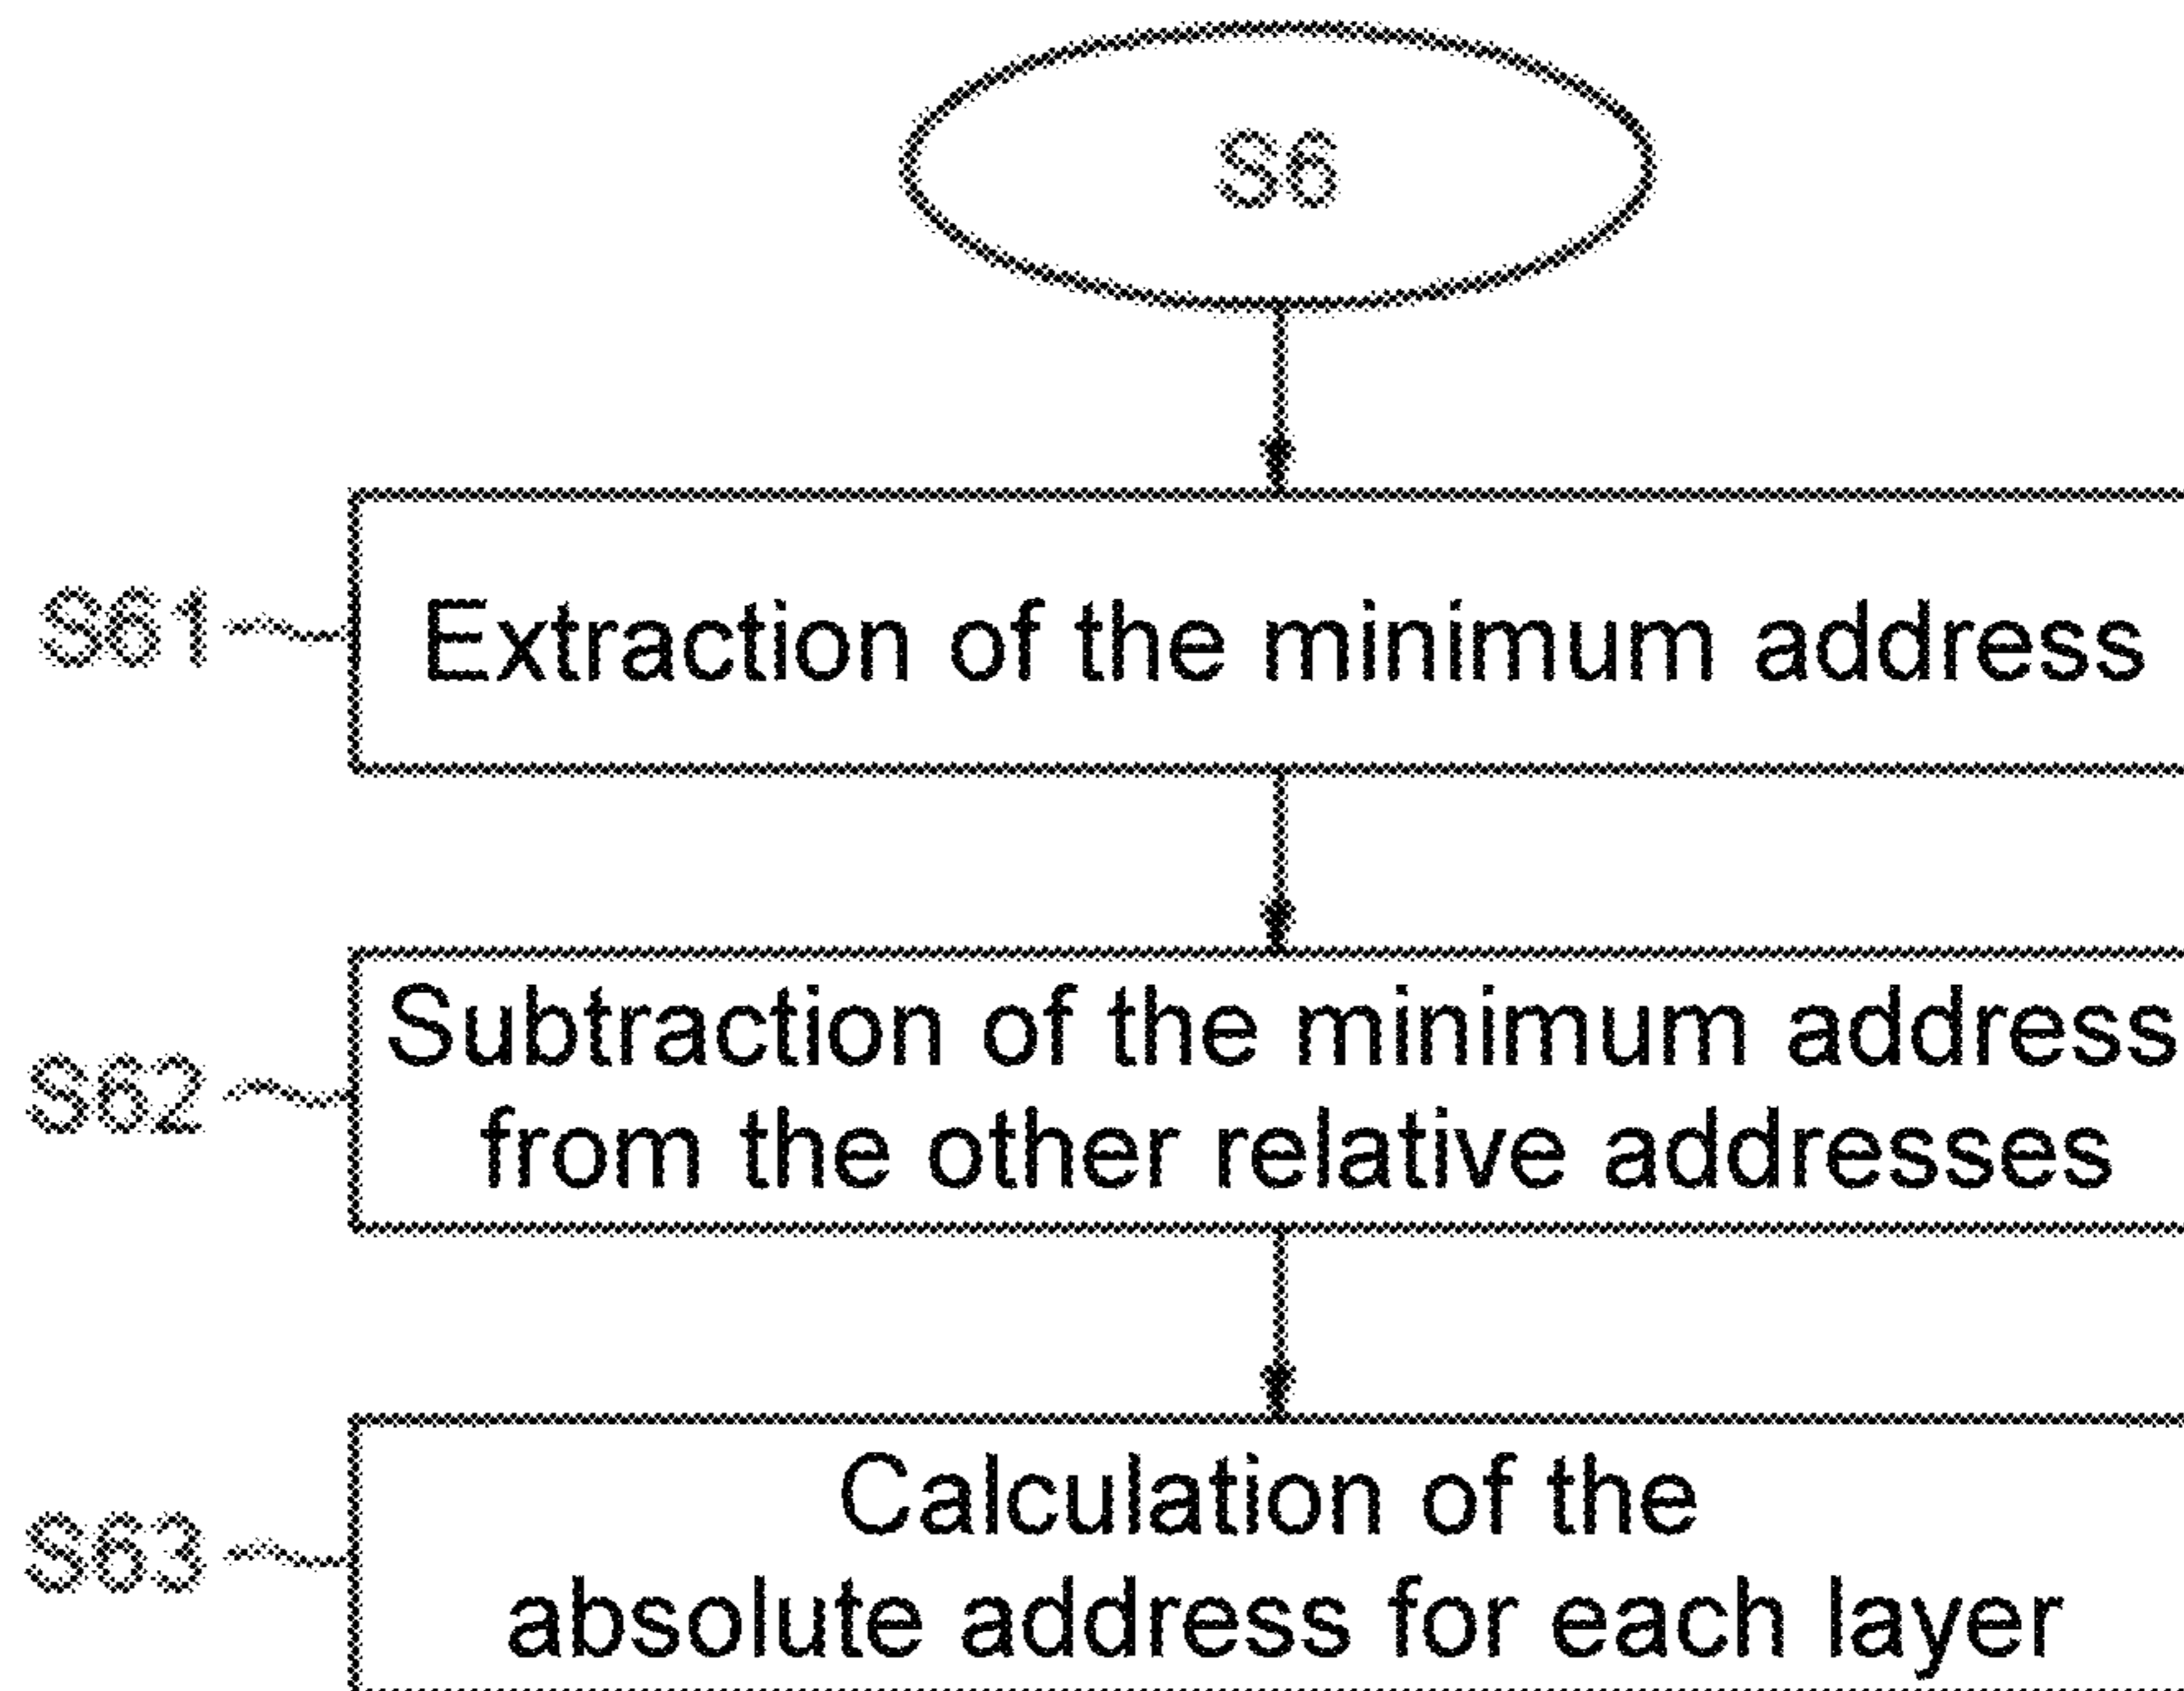 S6
S61
Extraction of the minimum address
Subtraction of the minimum address
S62
from the other relative addresses
Calculation of the
S63
absolute address for each layer